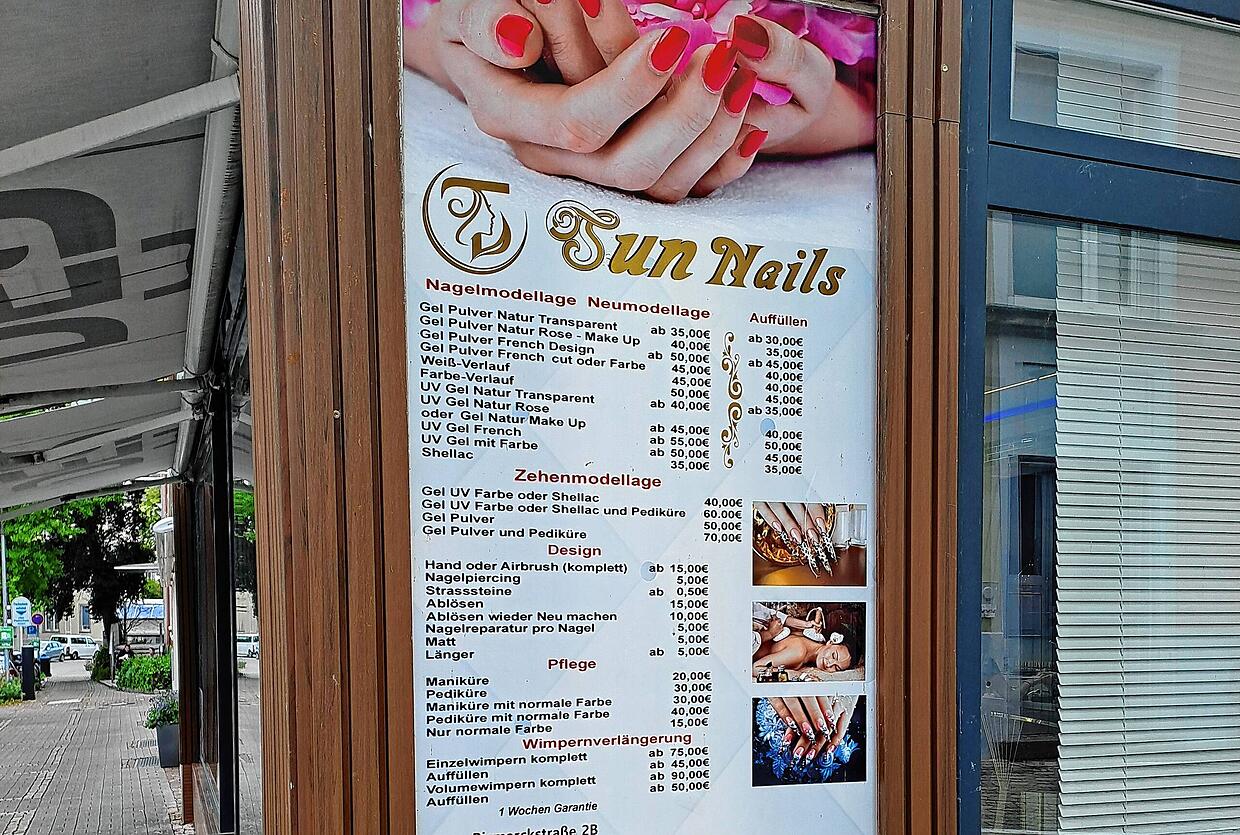 Sun Nails
Nagelmodellage Neumodellage Auffüllen
Gel Pulver Natur Transparent ab 35,00€ ab 30,00€
Gel Pulver Natur Rose - Make Up 40,00€ 35,00€
Gel Pulver French Design ab 50,00€ ab 45,00€
Gel Pulver French cut oder Farbe 45,00€ 40,00€
Weiß-Verlauf 45,00€ 40,00€
Farbe-Verlauf 50,00€ 45,00€
UV Gel Natur Transparent ab 40,00€ ab 35,00€
UV Gel Natur Rose
oder Gel Natur Make Up ab 45,00€ 40,00€
UV Gel French ab 55,00€ 50,00€
UV Gel mit Farbe ab 50,00€ 45,00€
Shellac 35,00€ 35,00€
Zehenmodellage
Gel UV Farbe oder Shellac 40,00€
Gel UV Farbe oder Shellac und Pediküre 60.00€
Gel Pulver 50,00€
Gel Pulver und Pediküre 70,00€
Design
Hand oder Airbrush (komplett) ab 15,00€
Nagelpiercing 5,00€
Strasssteine ab 0,50€
Ablösen 15,00€
Ablösen wieder Neu machen 10,00€
Nagelreparatur pro Nagel 5,00€
Matt 5,00€
Länger ab 5,00€
Pflege
Maniküre 20,00€
Pediküre 30,00€
Maniküre mit normale Farbe 30,00€
Pediküre mit normale Farbe 40,00€
Nur normale Farbe 15,00€
Wimpernverlängerung
Einzelwimpern komplett ab 75,00€
Auffüllen ab 45,00€
Volumewimpern komplett ab 90,00€
Auffüllen ab 50,00€
1 Wochen Garantie
Bismarckstraße 2B